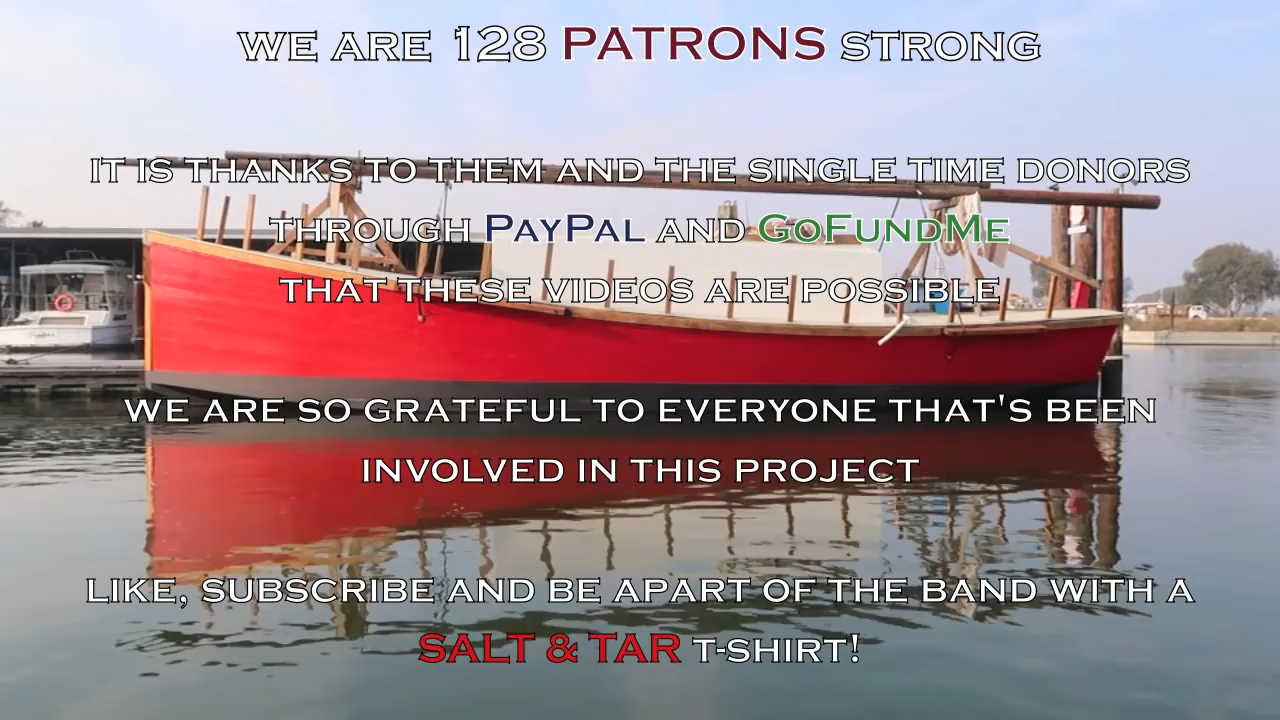 WE ARE 128 PATRONS STRONG
IT IS THANKS TO THEM AND THE SINGLE TIME DONORS
THROUGH PAYPAL AND GOFUNDME
THAT THESE VIDEOS ARE POSSIBLE
WE ARE SO GRATEFUL TO EVERYONE THAT'S BEEN
INVOLVED IN THIS PROJECT
LIKE, SUBSCRIBE AND BE APART OF THE BAND WITH A
SALT & TAR T-SHIRT!